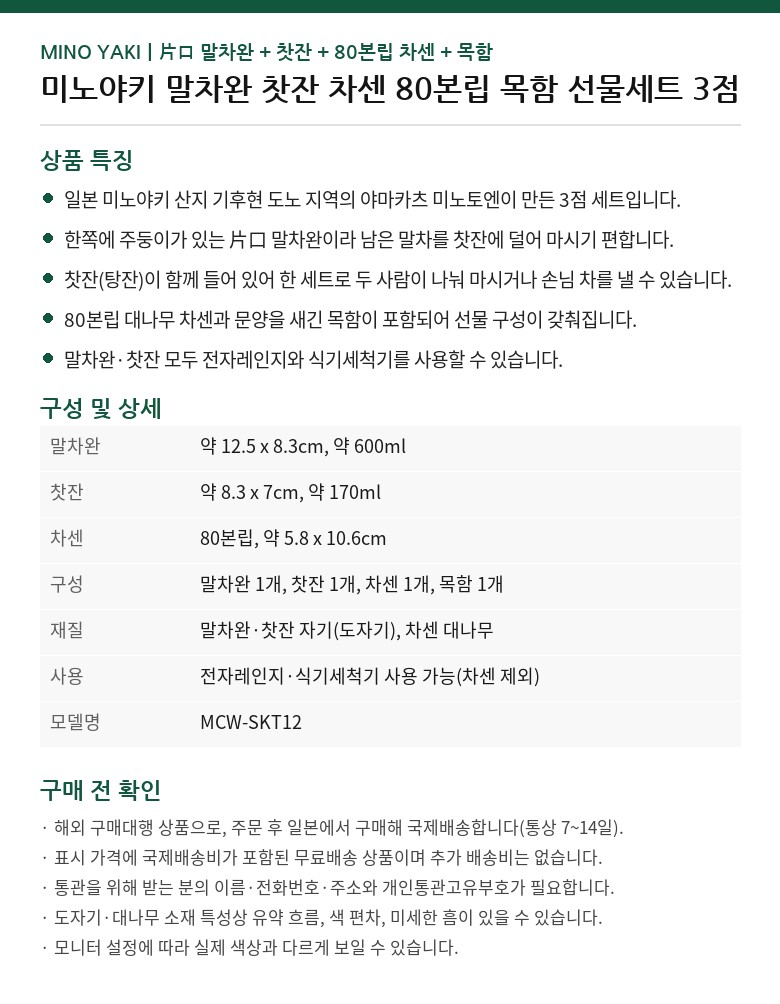 MINO YAKI | 片口 말차완 + 찻잔 + 80본립 차센 + 목함
미노야키 말차완 찻잔 차센 80본립 목함 선물세트 3점
상품 특징
● 일본 미노야키 산지 기후현 도노 지역의 야마카츠 미노토엔이 만든 3점 세트입니다.
● 한쪽에 주둥이가 있는 片口 말차완이라 남은 말차를 찻잔에 덜어 마시기 편합니다.
● 찻잔(탕잔)이 함께 들어 있어 한 세트로 두 사람이 나눠 마시거나 손님 차를 낼 수 있습니다.
● 80본립 대나무 차센과 문양을 새긴 목함이 포함되어 선물 구성이 갖춰집니다.
● 말차완·찻잔 모두 전자레인지와 식기세척기를 사용할 수 있습니다.
구성 및 상세
말차완 약 12.5 x 8.3cm, 약 600ml
찻잔 약 8.3 x 7cm, 약 170ml
차센 80본립, 약 5.8 x 10.6cm
구성 말차완 1개, 찻잔 1개, 차센 1개, 목함 1개
재질 말차완·찻잔 자기(도자기), 차센 대나무
사용 전자레인지·식기세척기 사용 가능(차센 제외)
모델명 MCW-SKT12
구매 전 확인
· 해외 구매대행 상품으로, 주문 후 일본에서 구매해 국제배송합니다(통상 7~14일).
· 표시 가격에 국제배송비가 포함된 무료배송 상품이며 추가 배송비는 없습니다.
· 통관을 위해 받는 분의 이름·전화번호·주소와 개인통관고유부호가 필요합니다.
· 도자기·대나무 소재 특성상 유약 흐름, 색 편차, 미세한 흠이 있을 수 있습니다.
· 모니터 설정에 따라 실제 색상과 다르게 보일 수 있습니다.